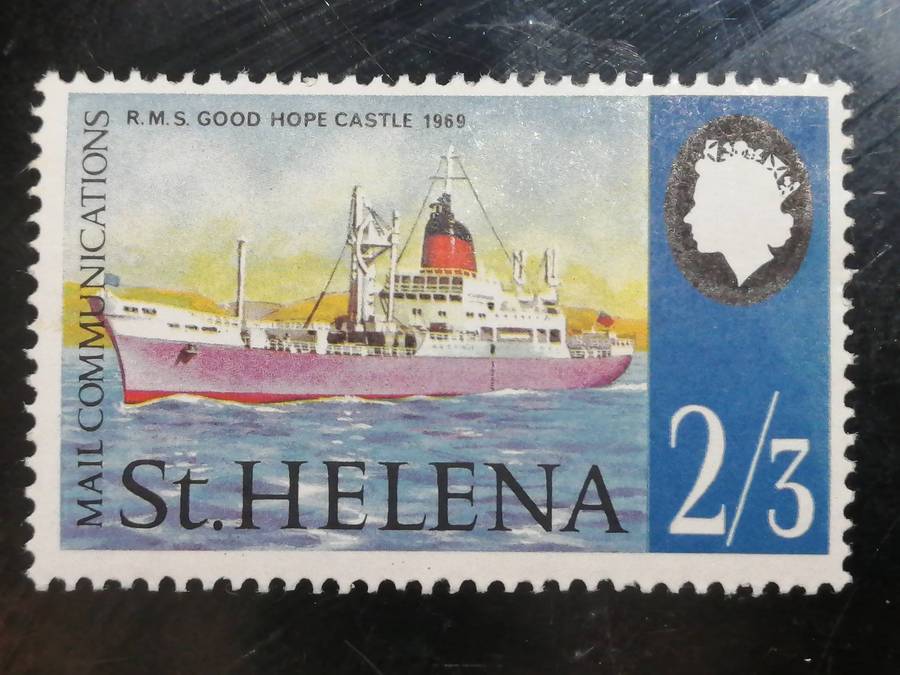 R.M.S. GOOD HOPE CASTLE 1969
MAIL COMMUNICATIONS
St. HELENA
2/3